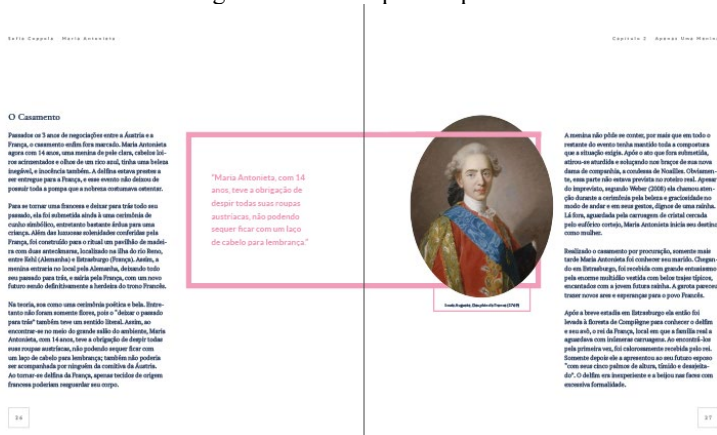 Sofia Coppola Maria Antonieta
Capítulo 2 Apenas Uma Menina
O Casamento
Passados os 3 anos de negociações entre a Áustria e a
França, o casamento enfim fora marcado. Maria Antonieta
agora com 14 anos, uma menina de pele clara, cabelos loi-
ros acinzentados e olhos de um rico azul, tinha uma beleza
inegável, e inocência também. A delfina estava prestes a
ser entregue para a França, e esse evento não deixou de
possuir toda a pompa que a nobreza costumava ostentar.
Para se tornar uma francesa e deixar para trás todo seu
passado, ela foi submetida ainda à uma cerimônia de
cunho simbólico, entretanto bastante árdua para uma
criança. Além das luxuosas solenidades conferidas pela
França, foi construído para o ritual um pavilhão de madei-
ra com duas antecâmaras, localizado na ilha do rio Reno,
entre Kehl (Alemanha) e Estrasburgo (França). Assim, a
menina entraria no local pela Alemanha, deixando todo
seu passado para trás, e sairia pela França, com um novo
futuro sendo definitivamente a herdeira do trono Francês.
Na teoria, soa como uma cerimônia poética e bela. Entre-
tanto não foram somente flores, pois o "deixar o passado
para trás" também teve um sentido literal. Assim, ao
encontrar-se no meio do grande salão do ambiente, Maria
Antonieta, com 14 anos, teve a obrigação de despir todas
suas roupas austríacas, não podendo sequer ficar com
um laço de cabelo para lembrança; também não poderia
ser acompanhada por ninguém da comitiva da Áustria.
Ao tornar-se delfina da França, apenas tecidos de origem
francesa poderiam resguardar seu corpo.
36
"Maria Antonieta, com 14
anos, teve a obrigação de
despir todas suas roupas
austríacas, não podendo
sequer ficar com um laço
de cabelo para lembrança."
Louis Auguste, Dauphin da França (1769)
A menina não pôde se conter, por mais que em todo o
restante do evento tenha mantido toda a compostura
que a situação exigia. Após o ato que fora submetida,
atirou-se aturdida e soluçando nos braços de sua nova
dama de companhia, a condessa de Noailles. Obviamen-
te, essa parte não estava prevista no roteiro real. Apesar
do imprevisto, segundo Weber (2008) ela chamou aten-
ção durante a cerimônia pela beleza e graciosidade no
modo de andar e em seus gestos, dignos de uma rainha.
Lá fora, aguardada pela carruagem de cristal cercada
pelo eufórico cortejo, Maria Antonieta inicia seu destino
como mulher.
Realizado o casamento por procuração, somente mais
tarde Maria Antonieta foi conhecer seu marido. Chegan-
do em Estrasburgo, foi recebida com grande entusiasmo
pela enorme multidão vestida com belos trajes típicos,
encantados com a jovem futura rainha. A garota pareceu
trazer novos ares e esperanças para o povo Francês.
Após a breve estadia em Estrasburgo ela então foi
levada à floresta de Compiègne para conhecer o delfim
e seu avô, o rei da França, local em que a família real a
aguardava com inúmeras carruagens. Ao encontrá-los
pela primeira vez, foi calorosamente recebida pelo rei.
Somente depois ele a apresentou ao seu futuro esposo
"com seus cinco palmos de altura, tímido e desajeita-
do". O delfim era inexperiente e a beijou nas faces com
excessiva formalidade.
37